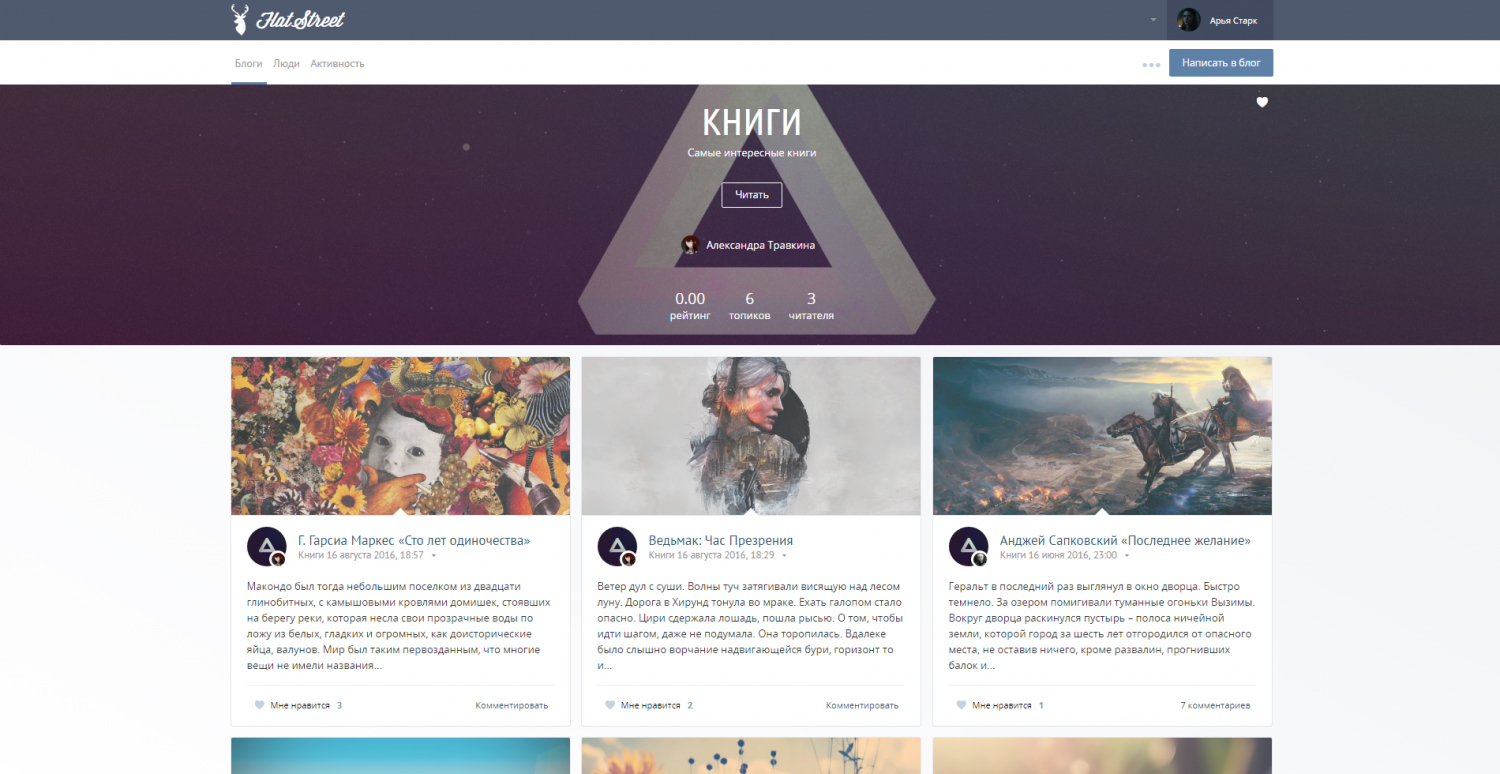 Flat Street
Арья Старк
Блоги Люди Активность
Написать в блог
КНИГИ
Самые интересные книги
Читать
Александра Травкина
0.00 6 3
рейтинг топиков читателя
Г. Гарсиа Маркес «Сто лет одиночества»
Книги 16 августа 2016, 18:57
Макондо был тогда небольшим поселком из двадцати
глинобитных, с камышовыми кровлями домишек, стоявших
на берегу реки, которая несла свои прозрачные воды по
ложу из белых, гладких и огромных, как доисторические
яйца, валунов. Мир был таким первозданным, что многие
вещи не имели названия...
Мне нравится 3
Комментировать
Ведьмак: Час Презрения
Книги 16 августа 2016, 18:29
Ветер дул с суши. Волны туч затягивали висящую над лесом
луну. Дорога в Хирунд тонула во мраке. Ехать галопом стало
опасно. Цири сдержала лошадь, пошла рысью. О том, чтобы
идти шагом, даже не подумала. Она торопилась. Вдалеке
было слышно ворчание надвигающейся бури, горизонт то
и...
Мне нравится 2
Комментировать
Анджей Сапковский «Последнее желание»
Книги 16 июня 2016, 23:00
Геральт в последний раз выглянул в окно дворца. Быстро
темнело. За озером помигивали туманные огоньки Вызимы.
Вокруг дворца раскинулся пустырь – полоса ничейной
земли, которой город за шесть лет отгородился от опасного
места, не оставив ничего, кроме развалин, прогнивших
балок и...
Мне нравится 1
7 комментариев